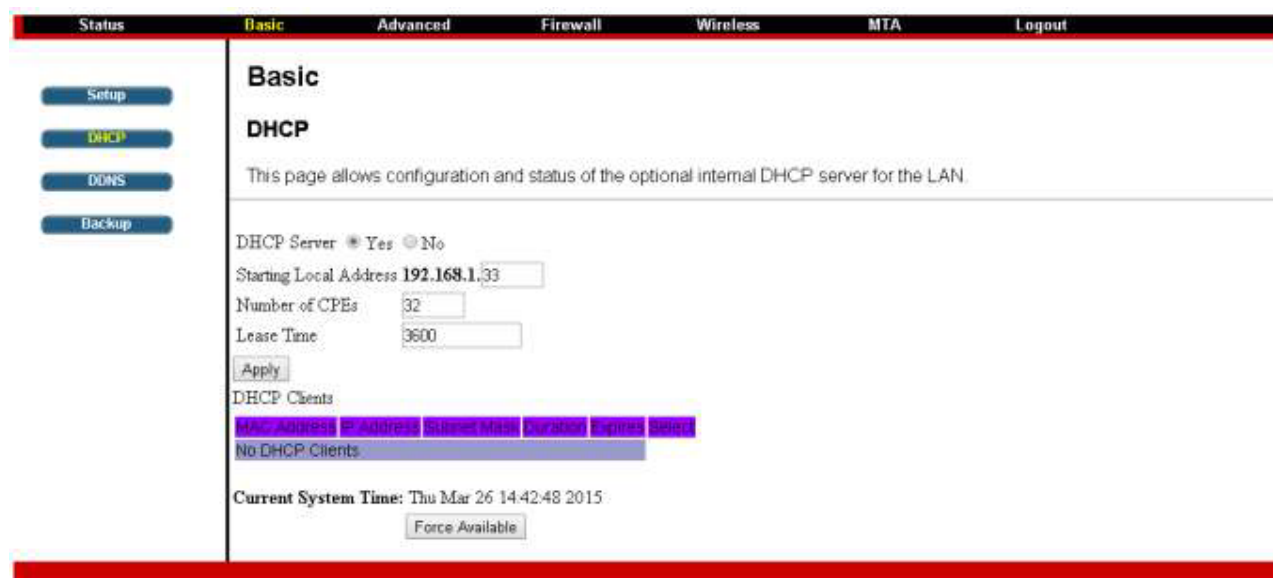 Status Basic Advanced Firewall Wireless MTA Logout
Setup
DHCP
DDNS
Backup
Basic
DHCP
This page allows configuration and status of the optional internal DHCP server for the LAN.
DHCP Server Yes No
Starting Local Address 192.168.1.33
Number of CPEs 32
Lease Time 3600
Apply
DHCP Clients
MAC Address IP Address Subnet Mask Duration Expires Select
No DHCP Clients
Current System Time: Thu Mar 26 14:42:48 2015
Force Available